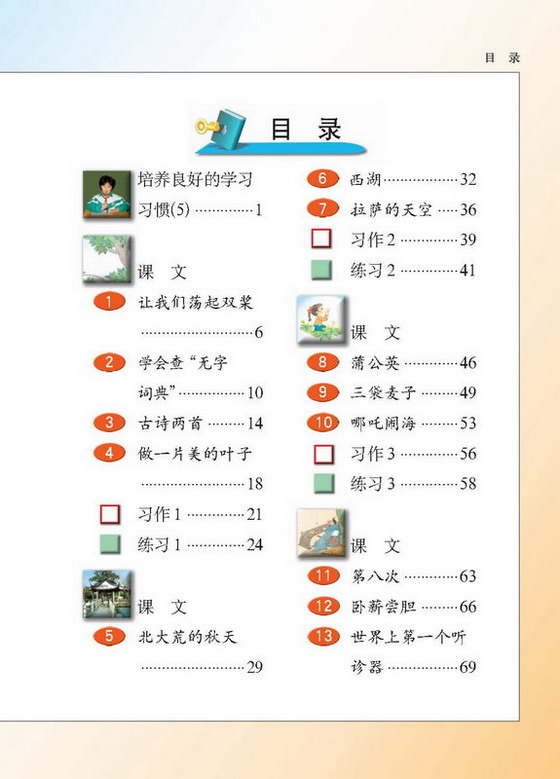 目 录
目 录
培养良好的学习
习惯(5) ·············· 1
课 文
1 让我们荡起双桨
··························· 6
2 学会查“无字
词典”················ 10
3 古诗两首 ········· 14
4 做一片美的叶子
························· 18
习作 1 ·············· 21
练习 1 ·············· 24
课 文
5 北大荒的秋天
························· 29
6 西湖·················· 32
7 拉萨的天空 ····· 36
习作 2 ·············· 39
练习 2 ·············· 41
课 文
8 蒲公英 ·············· 46
9 三袋麦子 ········· 49
10 哪吒闹海 ········· 53
习作 3 ·············· 56
练习 3 ·············· 58
课 文
11 第八次 ·············· 63
12 卧薪尝胆 ········· 66
13 世界上第一个听
诊器 ················· 69